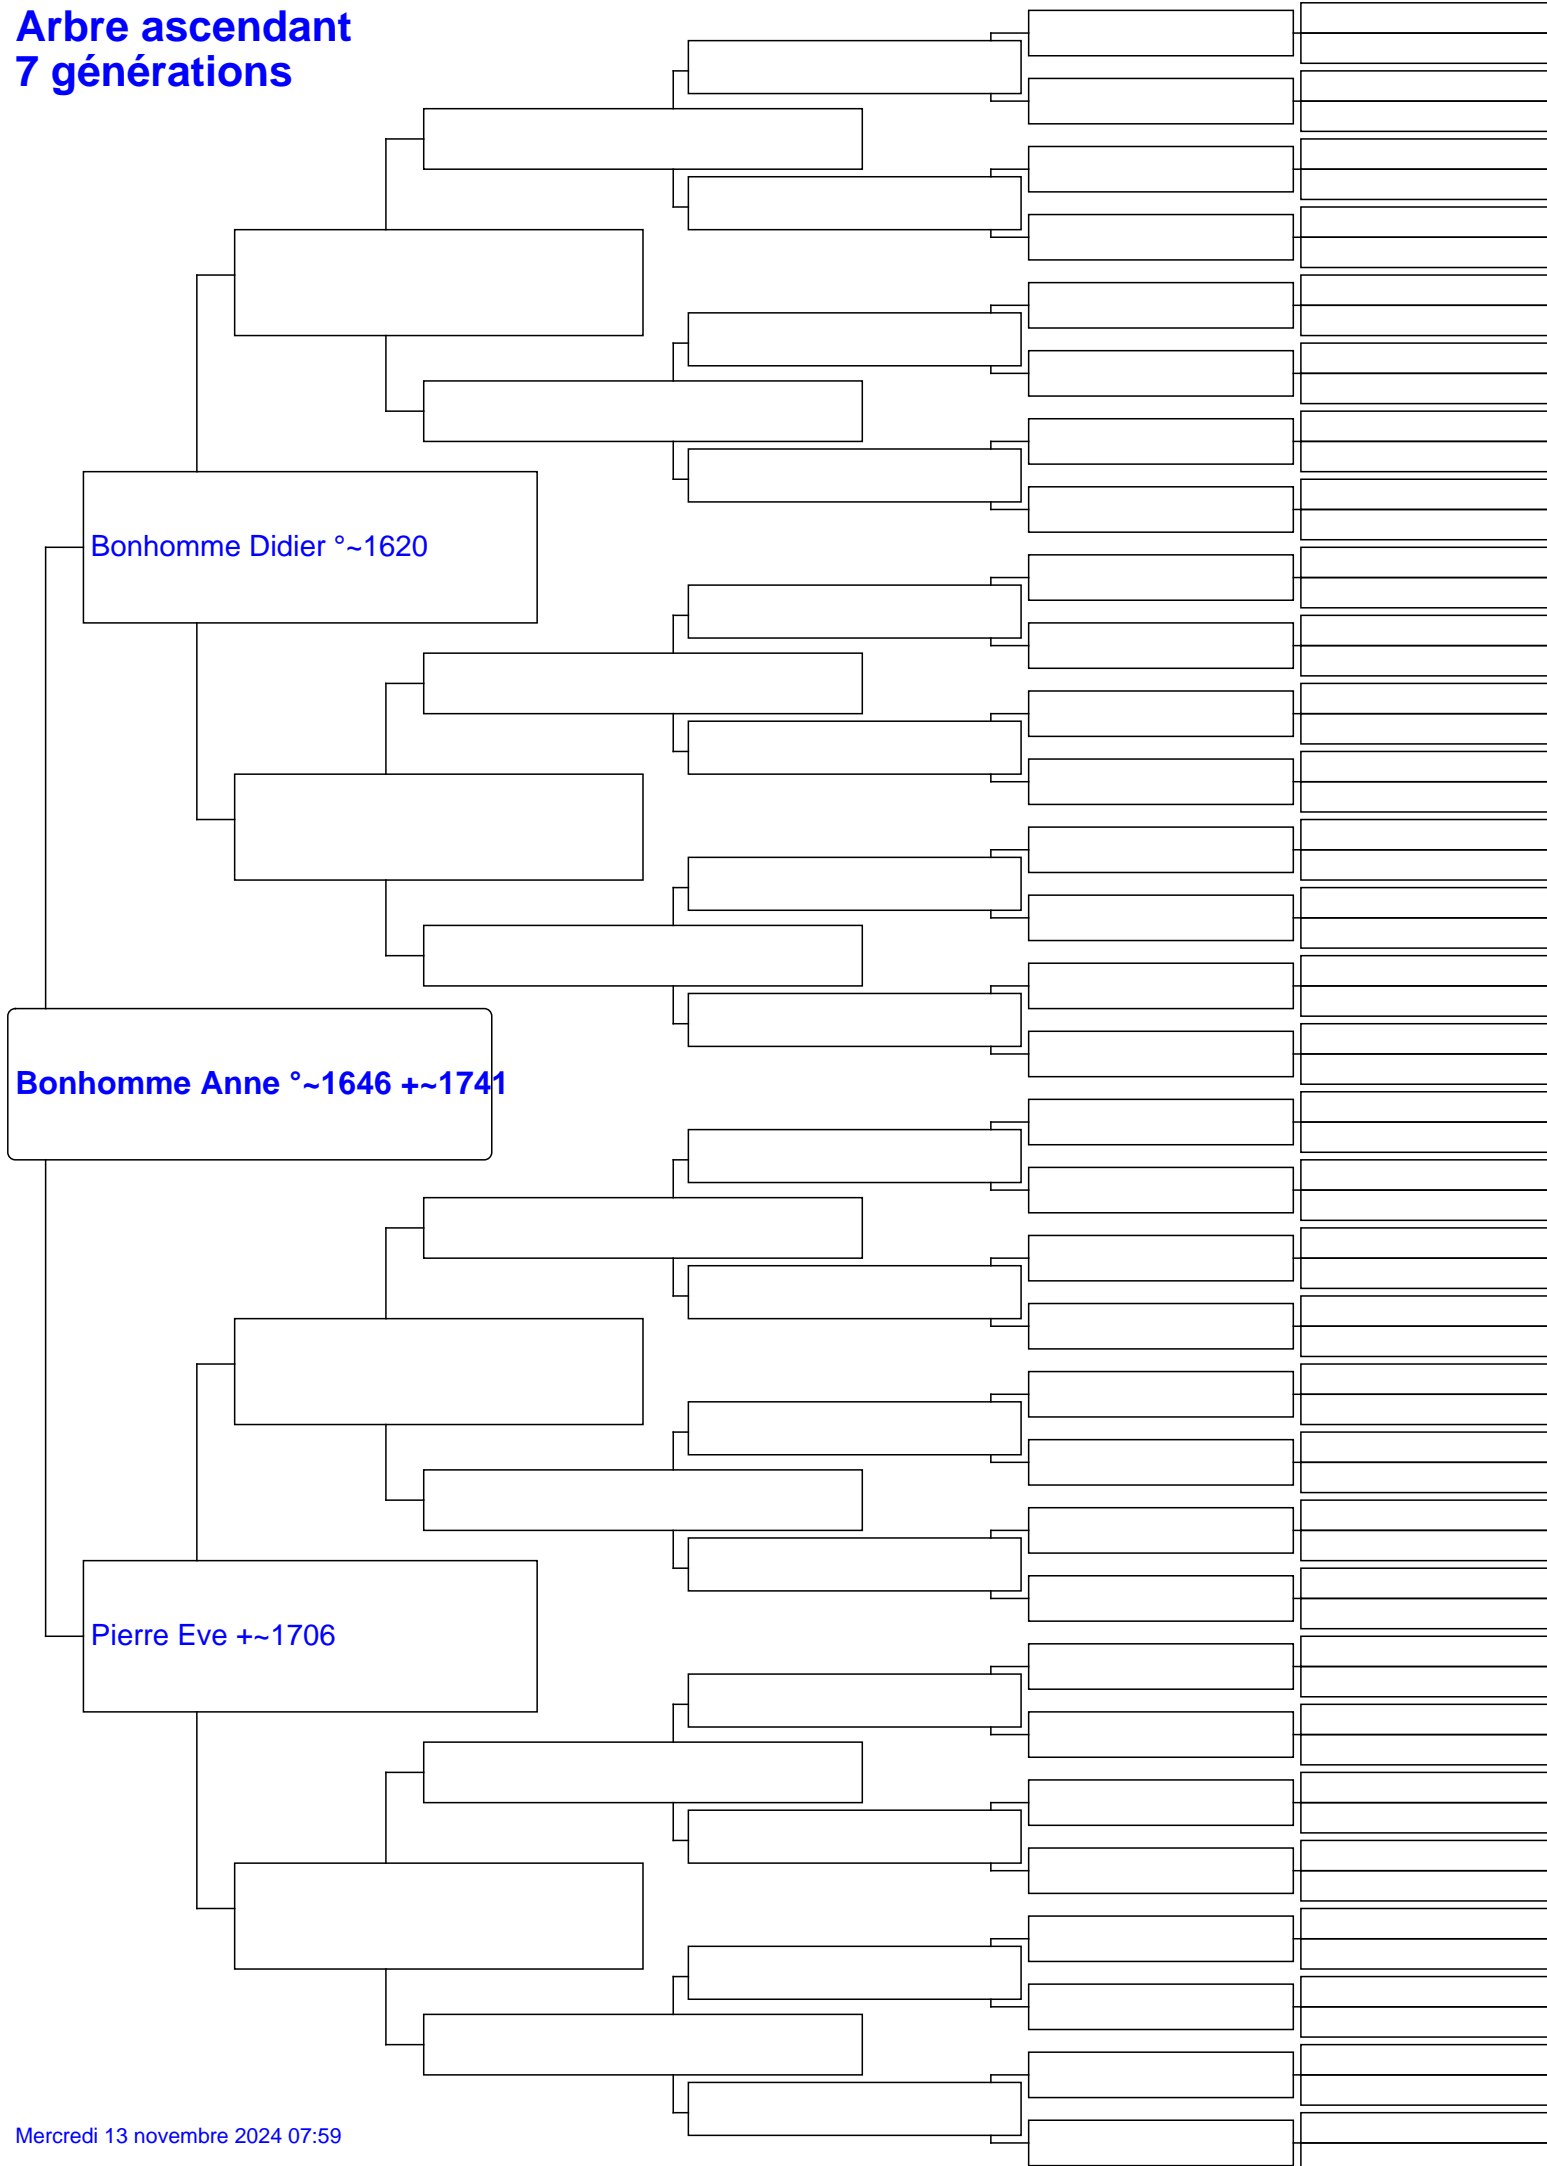 Arbre ascendant
7 générations
Bonhomme Didier °~1620
Bonhomme Anne °~1646 +~1741
Pierre Eve +~1706
Mercredi 13 novembre 2024 07:59